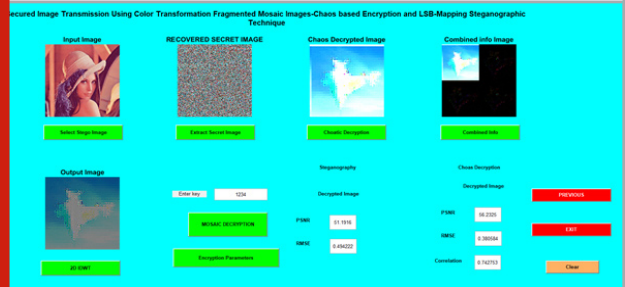 ecured Image Transmission Using Color Transformation Fragmented Mosaic Images-Chaos based Encryption and LSB-Mapping Steganographic
Technique
Input Image
RECOVERED SECRET IMAGE
Chaos Decrypted Image
Combined info Image
Select Stego Image
Extract Secret Image
Chaotic Decryption
Combined Info
Output Image
Steganography
Chaos Decryption
Enter key
1234
Decrypted Image
Decrypted Image
PREVIOUS
MOSAIC DECRYPTION
PSNR
51.1916
PSNR
56.2325
EXIT
RMSE
0.494222
RMSE
0.380584
2D IDWT
Encryption Parameters
Correlation
0.742753
Clear